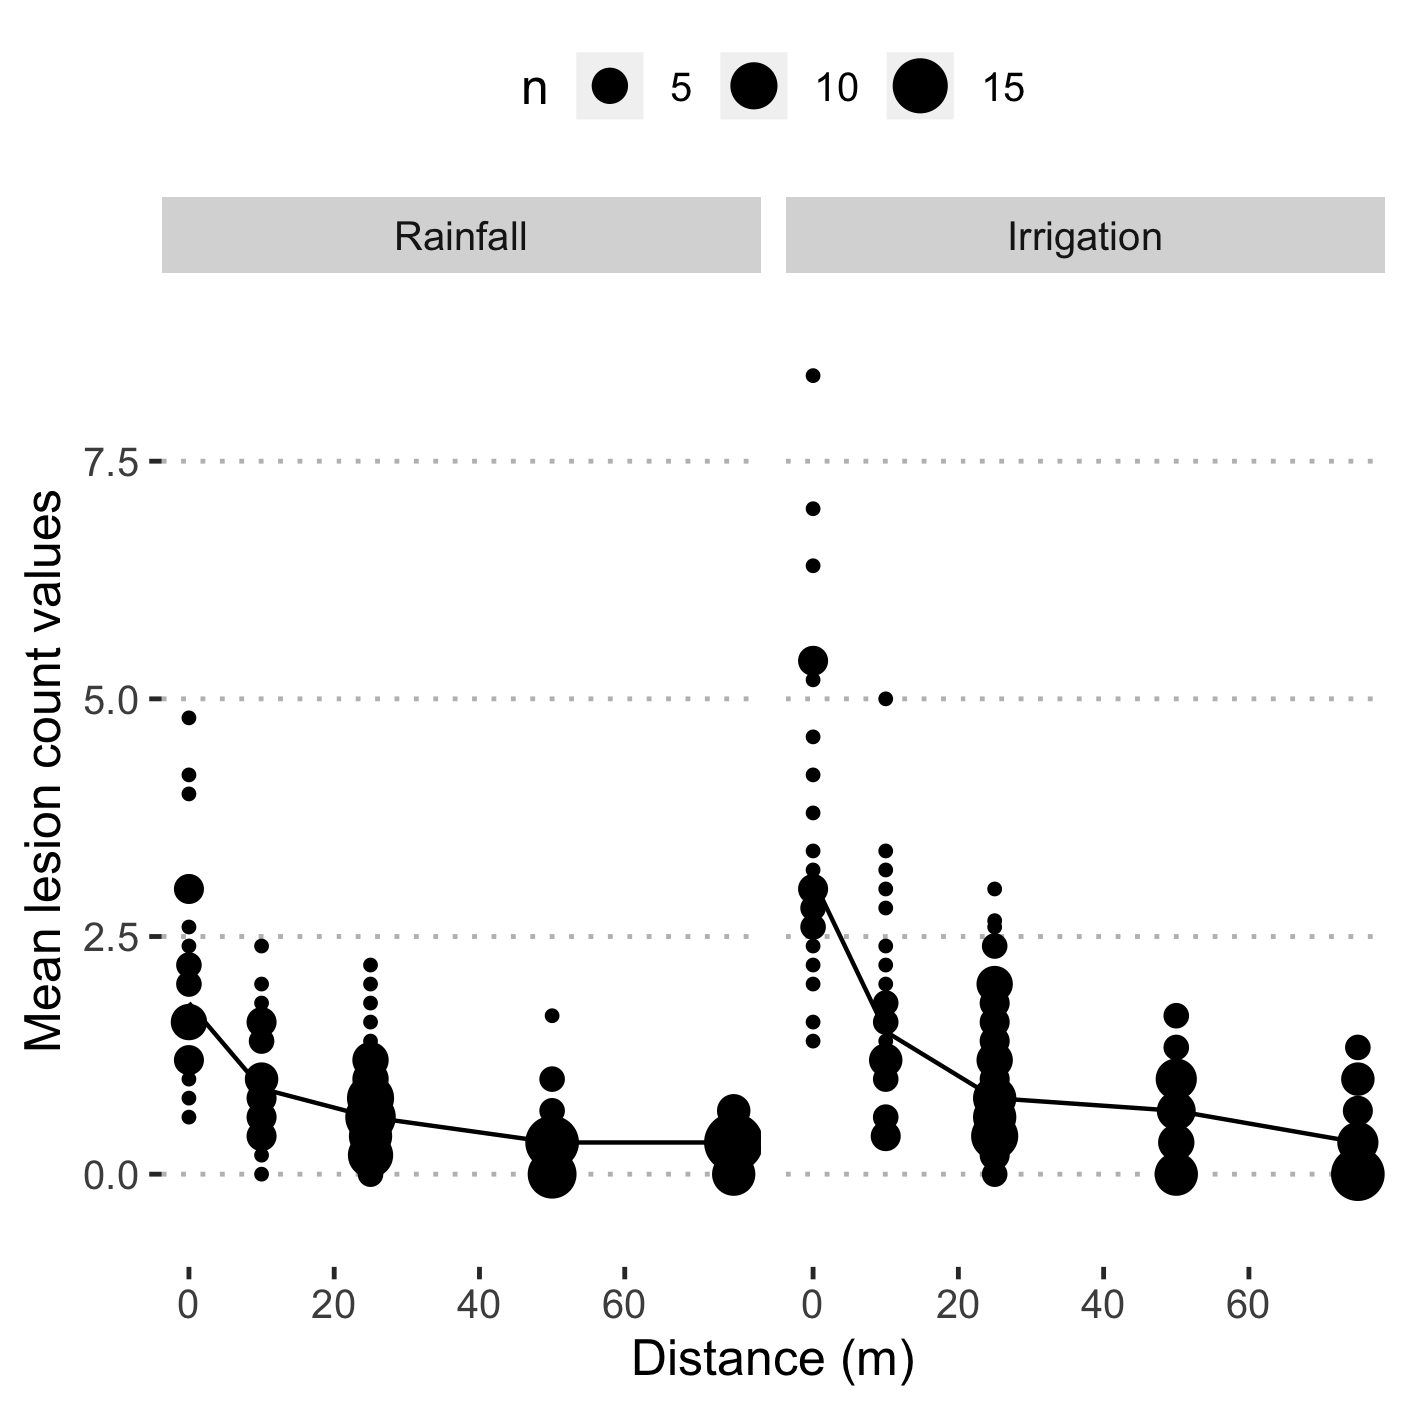 n 5 10 15
Rainfall Irrigation
7.5
5.0
2.5
0.0
Mean lesion count values
0 20 40 60 0 20 40 60
Distance (m)